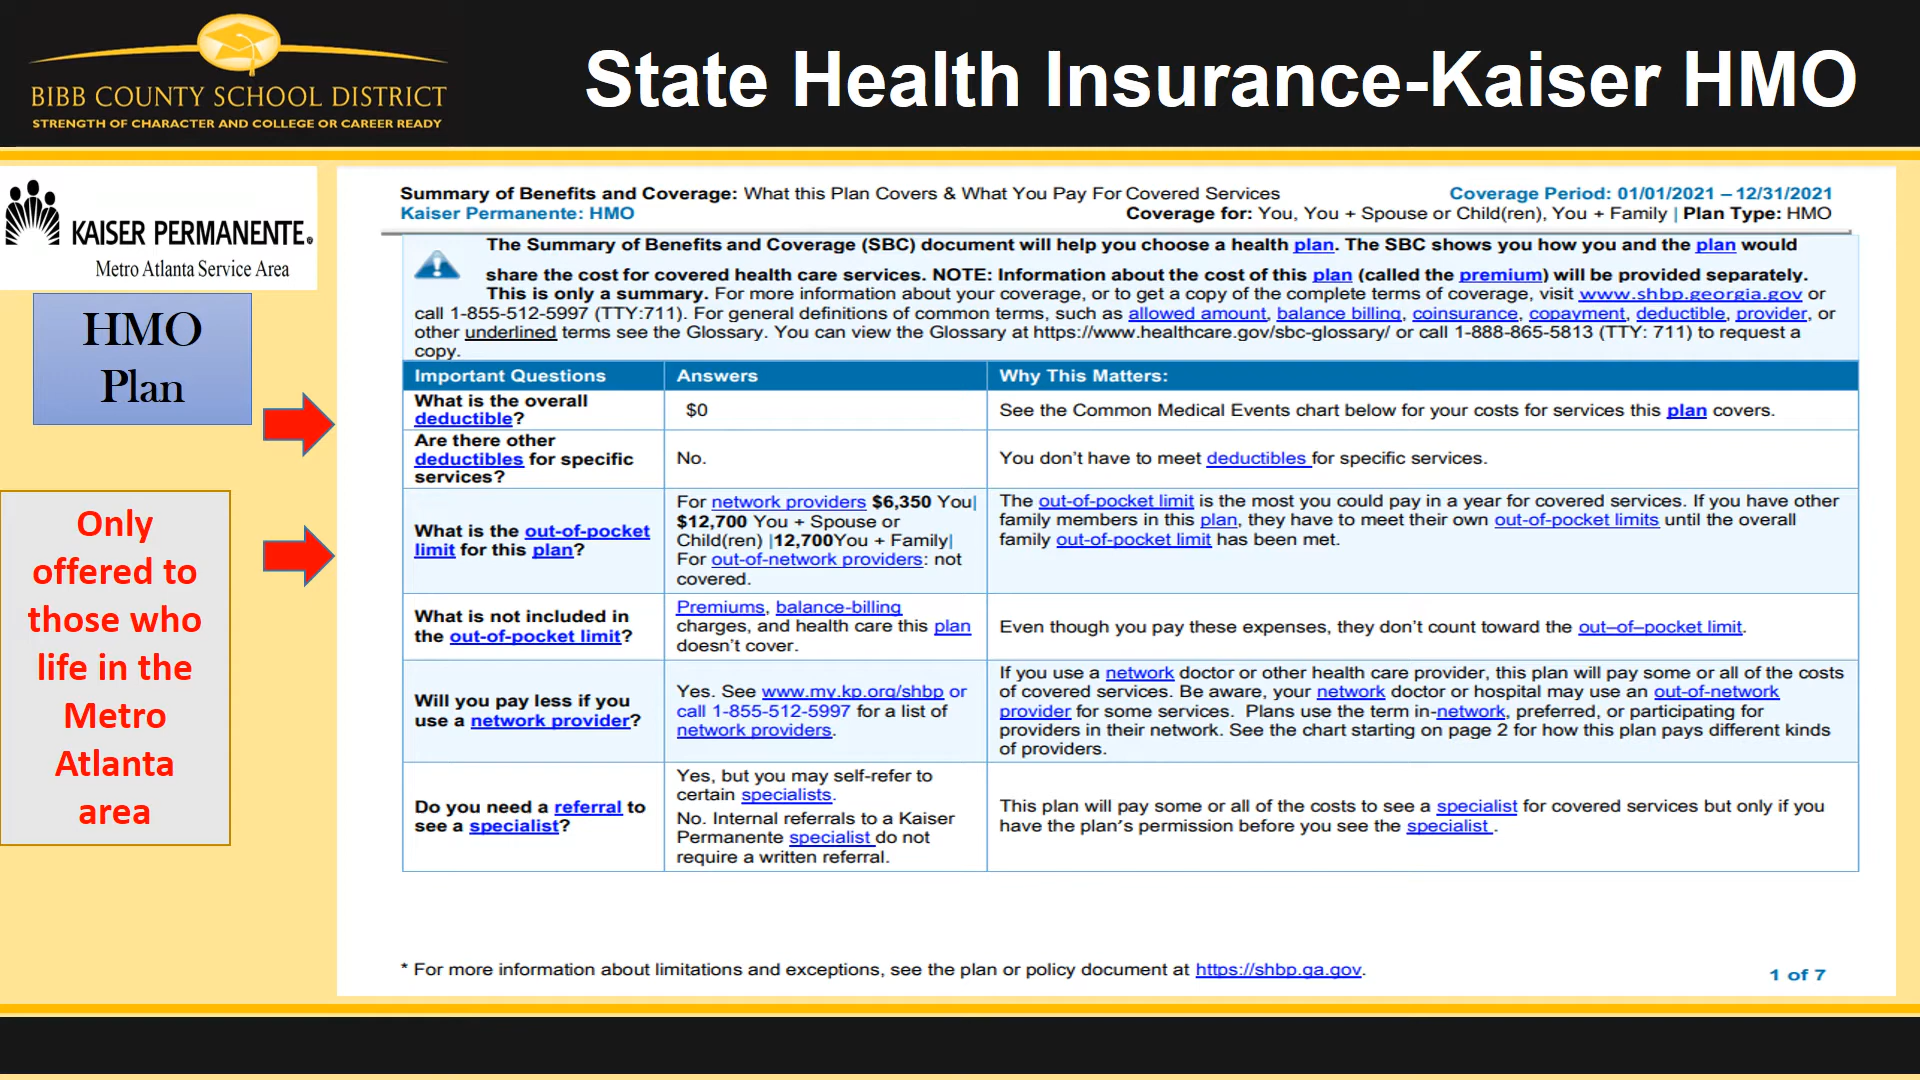 BIBB COUNTY SCHOOL DISTRICT
STRENGTH OF CHARACTER AND COLLEGE OR CAREER READY
State Health Insurance-Kaiser HMO
KAISER PERMANENTE®
Metro Atlanta Service Area
HMO
Plan
Only
offered to
those who
life in the
Metro
Atlanta
area
Summary of Benefits and Coverage: What this Plan Covers & What You Pay For Covered Services
Coverage Period: 01/01/2021 – 12/31/2021
Kaiser Permanente: HMO
Coverage for: You, You + Spouse or Child(ren), You + Family | Plan Type: HMO
The Summary of Benefits and Coverage (SBC) document will help you choose a health plan. The SBC shows you how you and the plan would
share the cost for covered health care services. NOTE: Information about the cost of this plan (called the premium) will be provided separately.
This is only a summary. For more information about your coverage, or to get a copy of the complete terms of coverage, visit www.shbp.georgia.gov or
call 1-855-512-5997 (TTY:711). For general definitions of common terms, such as allowed amount, balance billing, coinsurance, copayment, deductible, provider, or
other underlined terms see the Glossary. You can view the Glossary at https://www.healthcare.gov/sbc-glossary/ or call 1-888-865-5813 (TTY: 711) to request a
copy.
Important Questions
Answers
Why This Matters:
What is the overall
deductible?
$0
See the Common Medical Events chart below for your costs for services this plan covers.
Are there other
deductibles for specific
services?
No.
You don't have to meet deductibles for specific services.
What is the out-of-pocket
limit for this plan?
For network providers $6,350 You|
$12,700 You + Spouse or
Child(ren) |12,700You + Family|
For out-of-network providers: not
covered.
The out-of-pocket limit is the most you could pay in a year for covered services. If you have other
family members in this plan, they have to meet their own out-of-pocket limits until the overall
family out-of-pocket limit has been met.
What is not included in
the out-of-pocket limit?
Premiums, balance-billing
charges, and health care this plan
doesn't cover.
Even though you pay these expenses, they don't count toward the out–of–pocket limit.
Will you pay less if you
use a network provider?
Yes. See www.my.kp.org/shbp or
call 1-855-512-5997 for a list of
network providers.
If you use a network doctor or other health care provider, this plan will pay some or all of the costs
of covered services. Be aware, your network doctor or hospital may use an out-of-network
provider for some services. Plans use the term in-network, preferred, or participating for
providers in their network. See the chart starting on page 2 for how this plan pays different kinds
of providers.
Do you need a referral to
see a specialist?
Yes, but you may self-refer to
certain specialists.
No. Internal referrals to a Kaiser
Permanente specialist do not
require a written referral.
This plan will pay some or all of the costs to see a specialist for covered services but only if you
have the plan's permission before you see the specialist .
* For more information about limitations and exceptions, see the plan or policy document at https://shbp.ga.gov.
1 of 7